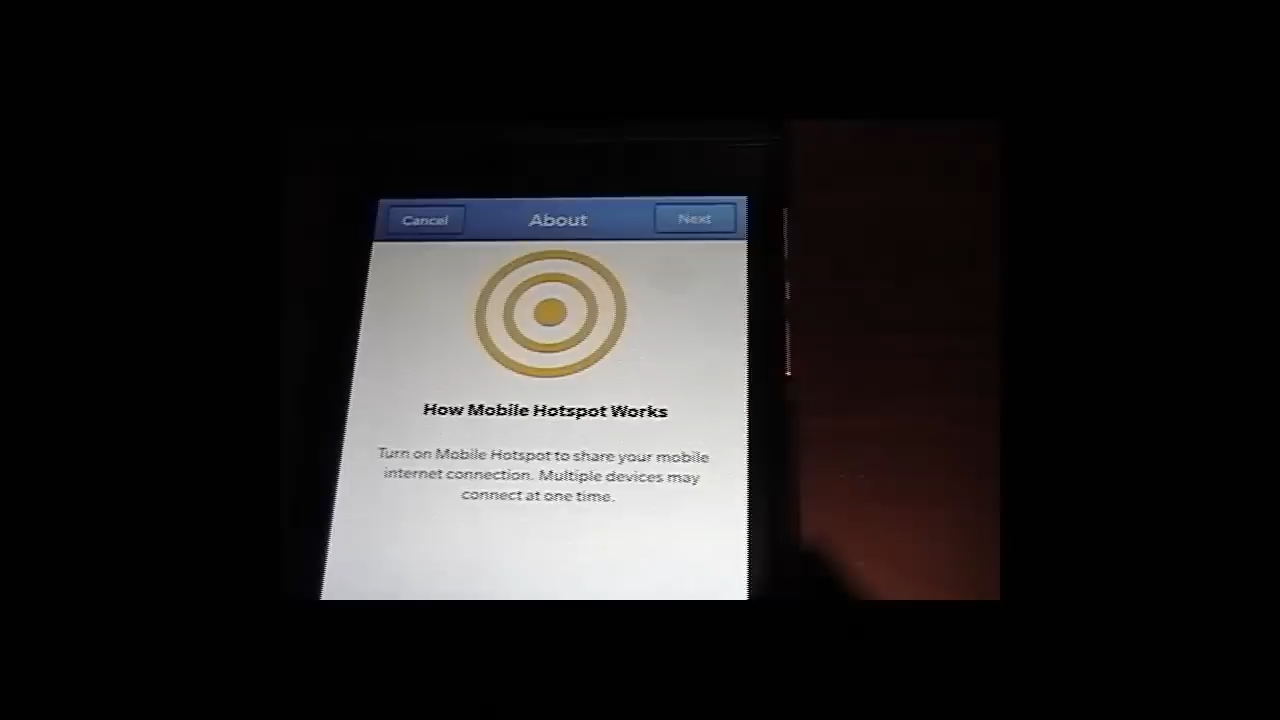 Cancel About Next
How Mobile Hotspot Works
Turn on Mobile Hotspot to share your mobile
internet connection. Multiple devices may
connect at one time.